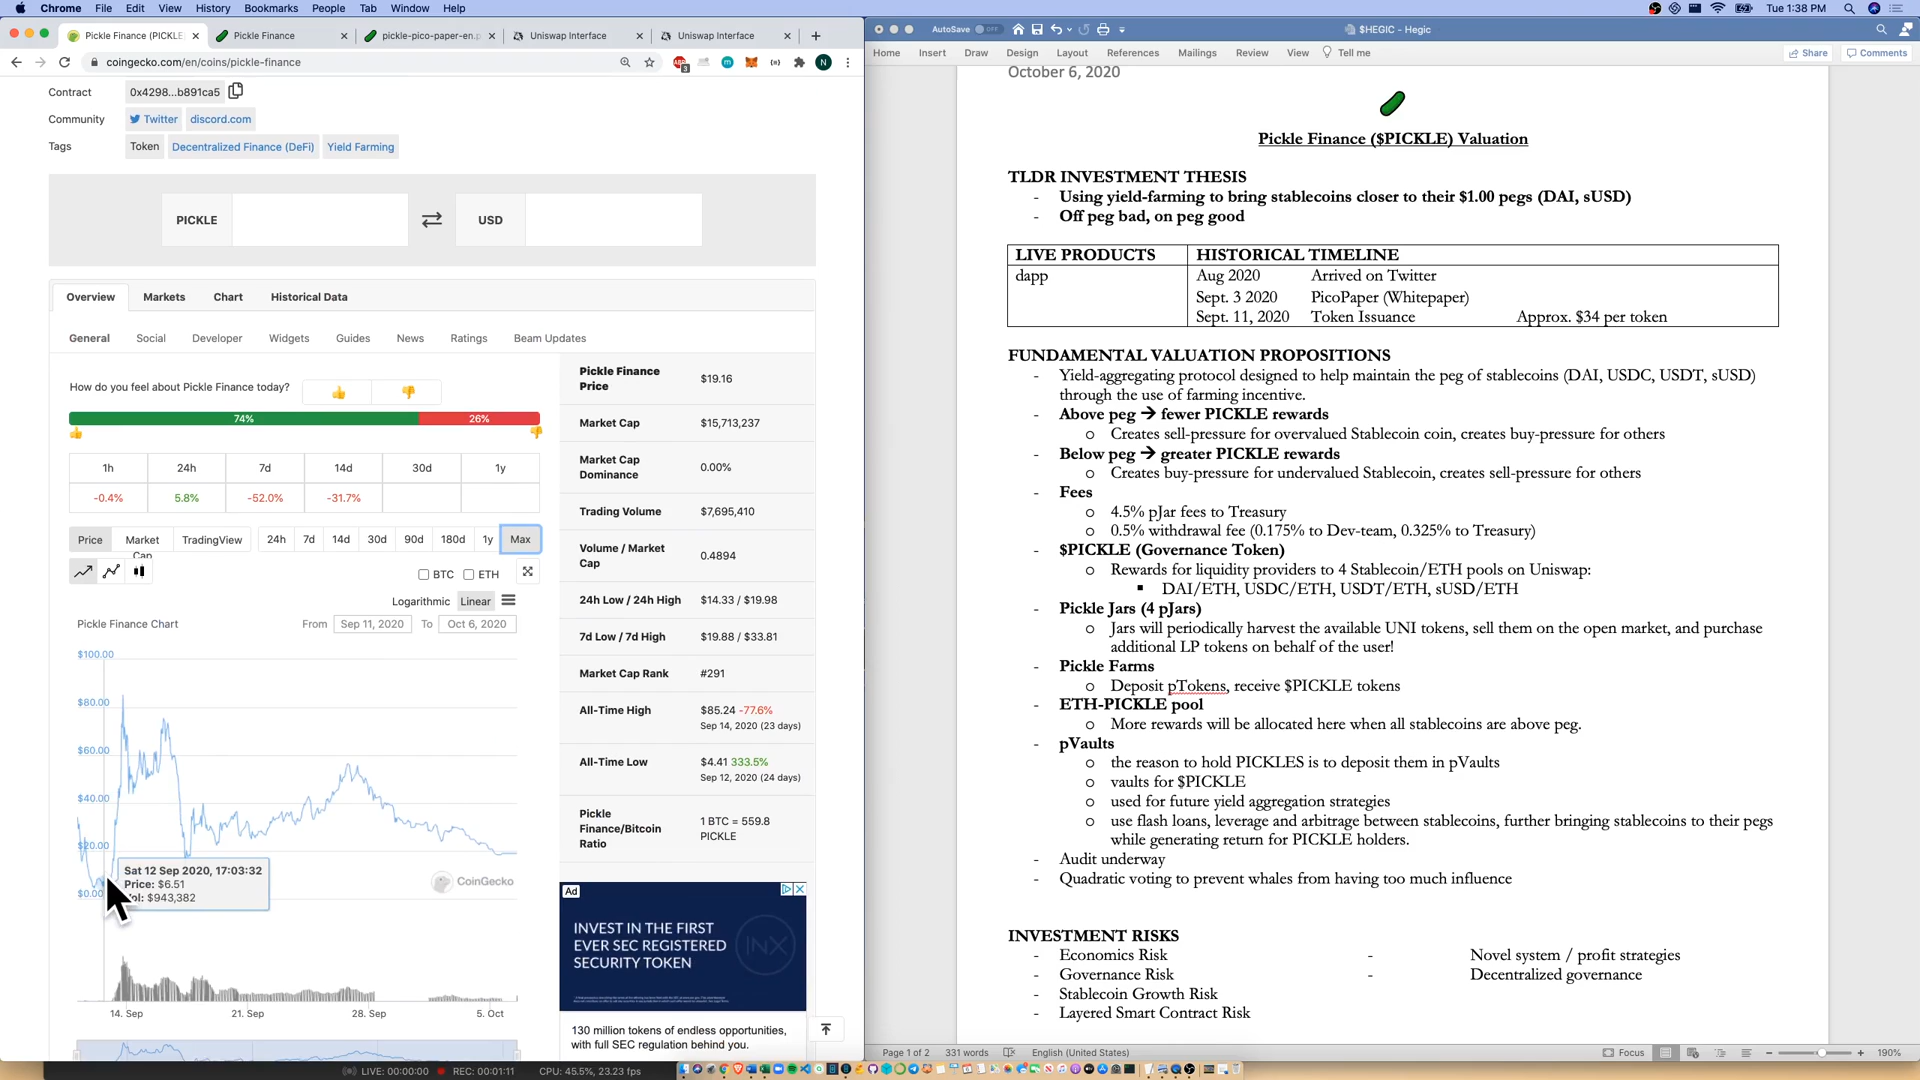 Chrome File Edit View History Bookmarks People Tab Window Help
Tue 1:38 PM
Pickle Finance (PICKLE
Pickle Finance
pickle-pico-paper-en.p
Uniswap Interface
Uniswap Interface
coingecko.com/en/coins/pickle-finance
3
N
Contract 0x4298...b891ca5
Community Twitter discord.com
Tags Token Decentralized Finance (DeFi) Yield Farming
PICKLE USD
Overview Markets Chart Historical Data
General Social Developer Widgets Guides News Ratings Beam Updates
How do you feel about Pickle Finance today?
74% 26%
1h 24h 7d 14d 30d 1y
-0.4% 5.8% -52.0% -31.7%
Price Market Cap TradingView 24h 7d 14d 30d 90d 180d 1y Max
BTC ETH
Logarithmic Linear
Pickle Finance Chart From Sep 11, 2020 To Oct 6, 2020
$100.00
$80.00
$60.00
$40.00
$20.00
$0.00
Sat 12 Sep 2020, 17:03:32
Price: $6.51
$943,382
CoinGecko
14. Sep 21. Sep 28. Sep 5. Oct
Pickle Finance Price $19.16
Market Cap $15,713,237
Market Cap Dominance 0.00%
Trading Volume $7,695,410
Volume / Market Cap 0.4894
24h Low / 24h High $14.33 / $19.98
7d Low / 7d High $19.88 / $33.81
Market Cap Rank #291
All-Time High $85.24 -77.6%
Sep 14, 2020 (23 days)
All-Time Low $4.41 333.5%
Sep 12, 2020 (24 days)
Pickle Finance/Bitcoin Ratio 1 BTC = 559.8 PICKLE
Ad
INVEST IN THE FIRST
EVER SEC REGISTERED
SECURITY TOKEN
INX
130 million tokens of endless opportunities,
with full SEC regulation behind you.
LIVE: 00:00:00 REC: 00:01:11 CPU: 45.5%, 23.23 fps
AutoSave OFF
$HEGIC - Hegic
Home Insert Draw Design Layout References Mailings Review View Tell me
Share Comments
October 6, 2020
Pickle Finance ($PICKLE) Valuation
TLDR INVESTMENT THESIS
- Using yield-farming to bring stablecoins closer to their $1.00 pegs (DAI, sUSD)
- Off peg bad, on peg good
LIVE PRODUCTS HISTORICAL TIMELINE
dapp Aug 2020 Arrived on Twitter
Sept. 3 2020 PicoPaper (Whitepaper)
Sept. 11, 2020 Token Issuance Approx. $34 per token
FUNDAMENTAL VALUATION PROPOSITIONS
- Yield-aggregating protocol designed to help maintain the peg of stablecoins (DAI, USDC, USDT, sUSD)
through the use of farming incentive.
- Above peg → fewer PICKLE rewards
o Creates sell-pressure for overvalued Stablecoin coin, creates buy-pressure for others
- Below peg → greater PICKLE rewards
o Creates buy-pressure for undervalued Stablecoin, creates sell-pressure for others
- Fees
o 4.5% pJar fees to Treasury
o 0.5% withdrawal fee (0.175% to Dev-team, 0.325% to Treasury)
- $PICKLE (Governance Token)
o Rewards for liquidity providers to 4 Stablecoin/ETH pools on Uniswap:
▪ DAI/ETH, USDC/ETH, USDT/ETH, sUSD/ETH
- Pickle Jars (4 pJars)
o Jars will periodically harvest the available UNI tokens, sell them on the open market, and purchase
additional LP tokens on behalf of the user!
- Pickle Farms
o Deposit pTokens, receive $PICKLE tokens
- ETH-PICKLE pool
o More rewards will be allocated here when all stablecoins are above peg.
- pVaults
o the reason to hold PICKLES is to deposit them in pVaults
o vaults for $PICKLE
o used for future yield aggregation strategies
o use flash loans, leverage and arbitrage between stablecoins, further bringing stablecoins to their pegs
while generating return for PICKLE holders.
- Audit underway
- Quadratic voting to prevent whales from having too much influence
INVESTMENT RISKS
- Economics Risk - Novel system / profit strategies
- Governance Risk - Decentralized governance
- Stablecoin Growth Risk
- Layered Smart Contract Risk
Page 1 of 2 331 words English (United States) Focus 190%